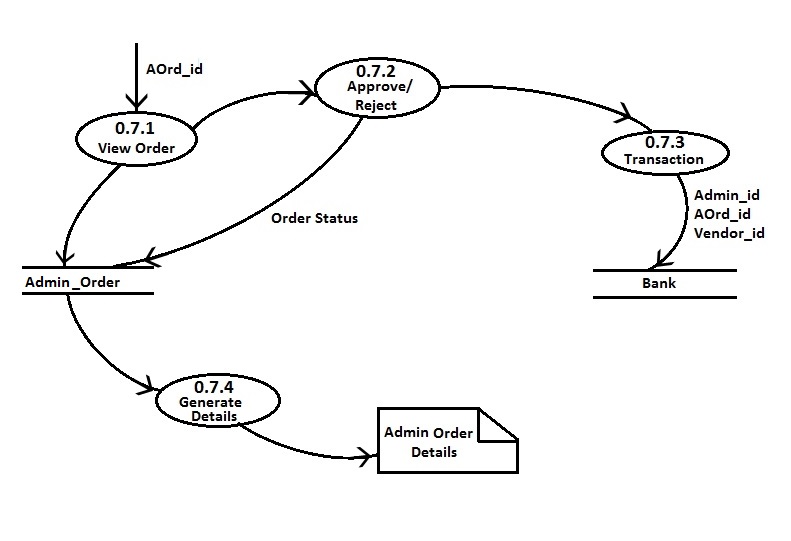 AOrd_id
0.7.1
View Order
0.7.2
Approve/
Reject
0.7.3
Transaction
Admin_id
AOrd_id
Vendor_id
Order Status
Admin_Order
Bank
0.7.4
Generate
Details
Admin Order
Details